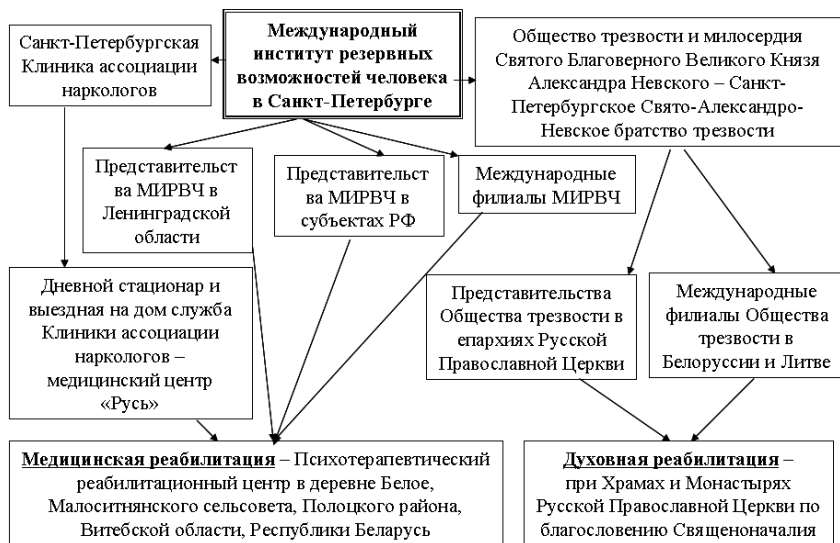 Санкт-Петербургская
Клиника ассоциации
наркологов
Международный
институт резервных
возможностей человека
в Санкт-Петербурге
Общество трезвости и милосердия
Святого Благоверного Великого Князя
Александра Невского – Санкт-
Петербургское Свято-Александро-
Невское братство трезвости
Представительст
ва МИРВЧ в
Ленинградской
области
Представительст
ва МИРВЧ в
субъектах РФ
Международные
филиалы МИРВЧ
Дневной стационар и
выездная на дом служба
Клиники ассоциации
наркологов –
медицинский центр
«Русь»
Представительства
Общества трезвости в
епархиях Русской
Православной Церкви
Международные
филиалы Общества
трезвости в
Белоруссии и Литве
Медицинская реабилитация – Психотерапевтический
реабилитационный центр в деревне Белое,
Малоситнянского сельсовета, Полоцкого района,
Витебской области, Республики Беларусь
Духовная реабилитация –
при Храмах и Монастырях
Русской Православной Церкви по
благословению Священоначалия